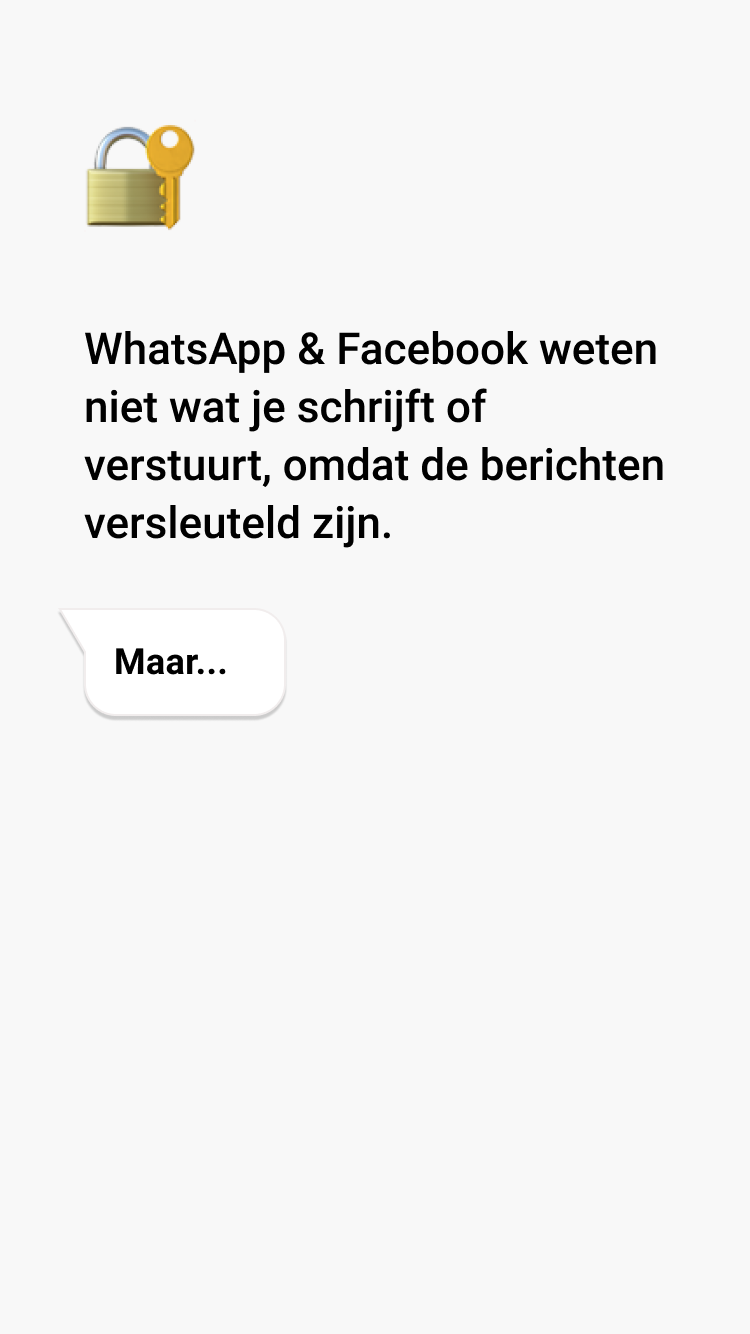 WhatsApp & Facebook weten
niet wat je schrijft of
verstuurt, omdat de berichten
versleuteld zijn.
Maar...